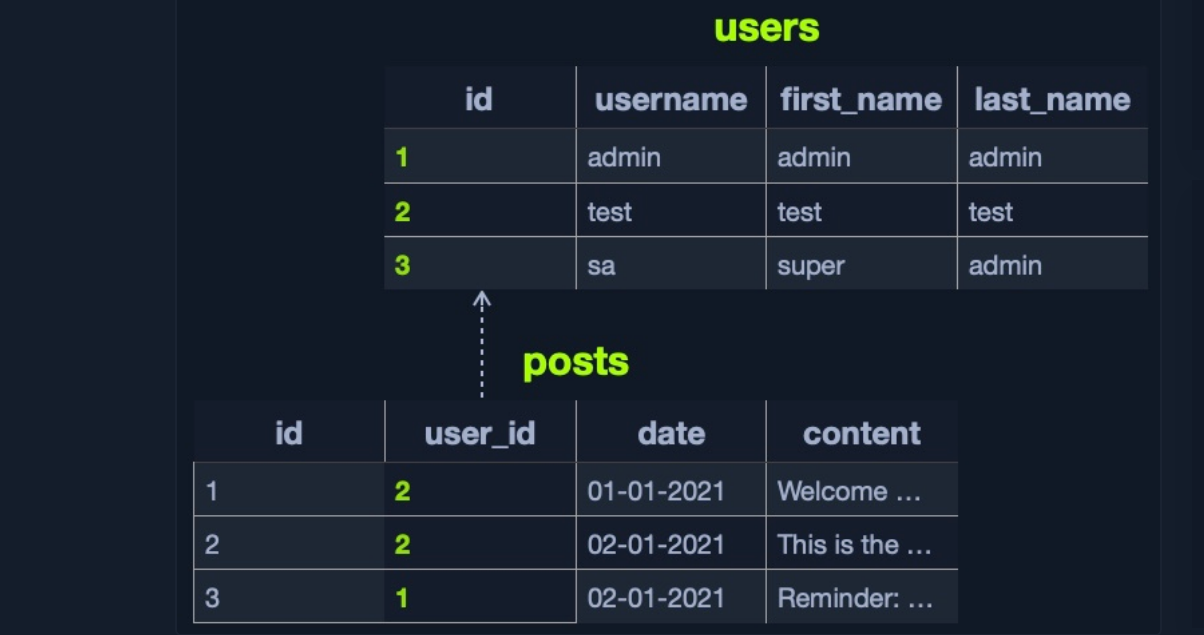 users
id username first_name last_name
1 admin admin admin
2 test test test
3 sa super admin
posts
id user_id date content
1 2 01-01-2021 Welcome ...
2 2 02-01-2021 This is the ...
3 1 02-01-2021 Reminder: ...